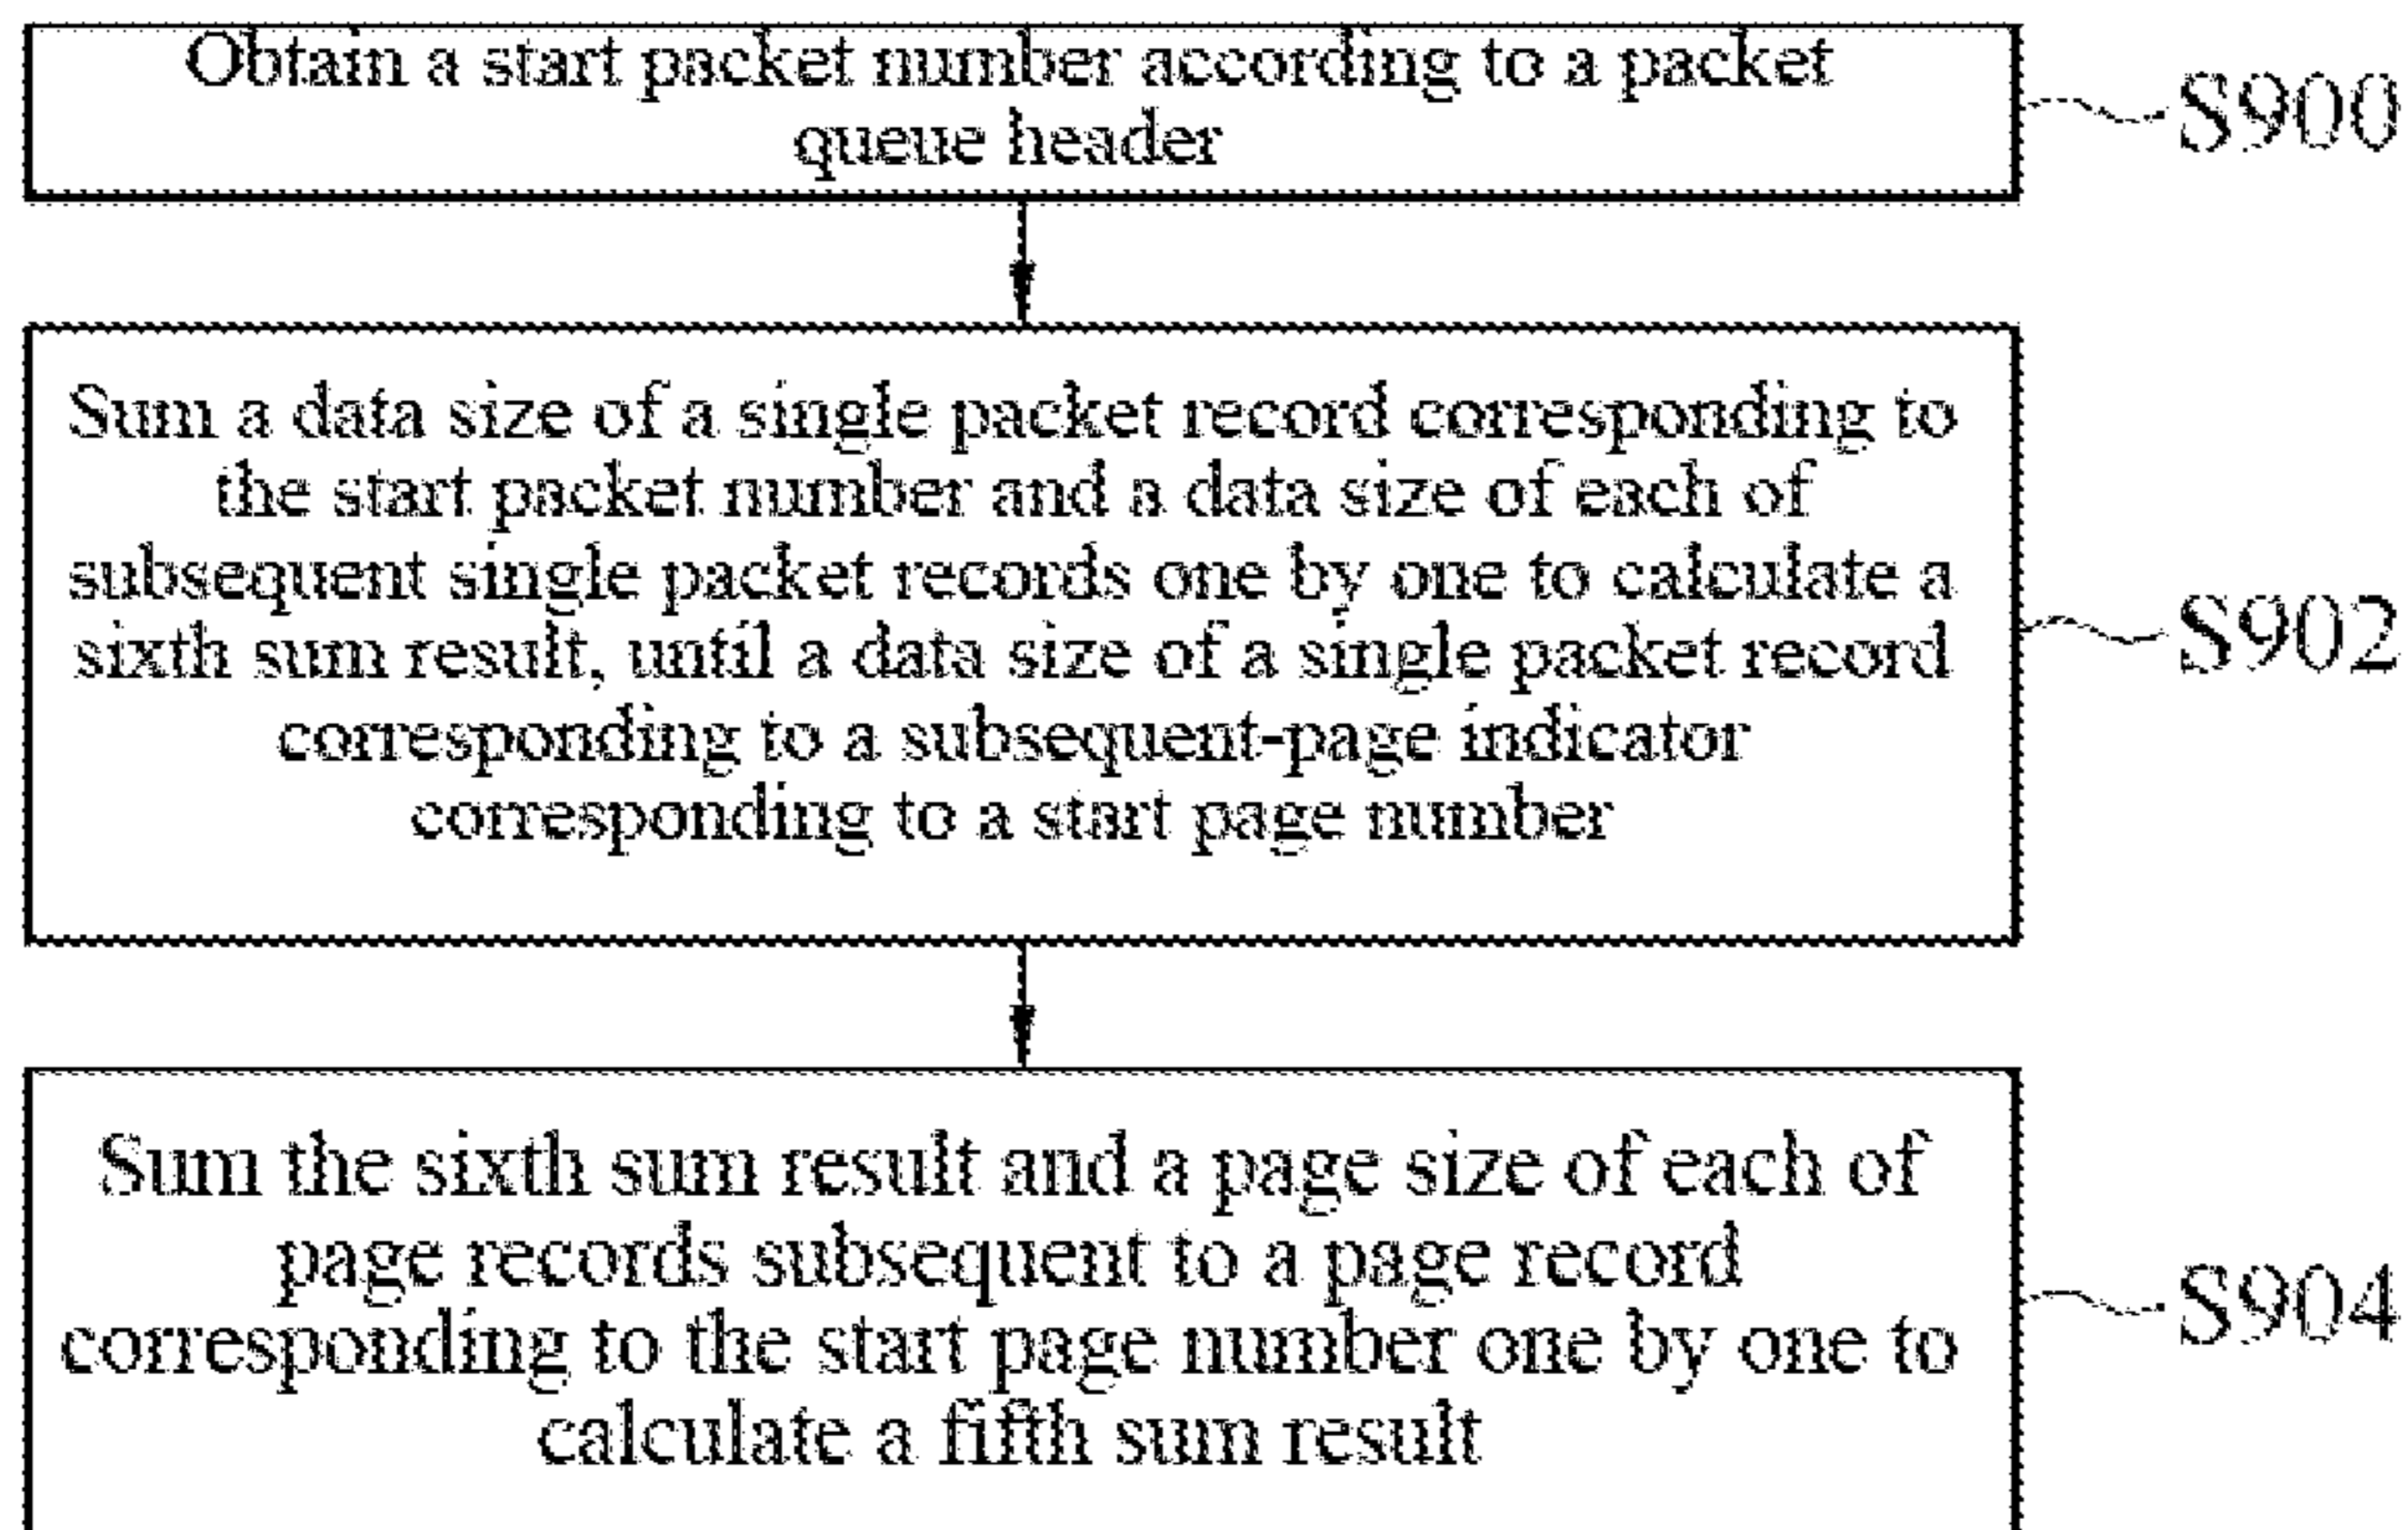 Obtain a start packet number according to a packet
queue header
S900
Sum a data size of a single packet record corresponding to
the start packet number and a data size of each of
subsequent single packet records one by one to calculate a
sixth sum result, until a data size of a single packet record
corresponding to a subsequent-page indicator
corresponding to a start page number
S902
Sum the sixth sum result and a page size of each of
page records subsequent to a page record
corresponding to the start page number one by one to
calculate a fifth sum result
S904